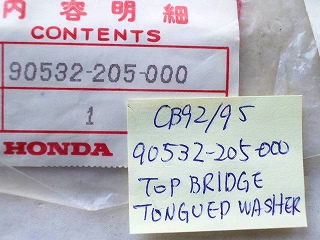 内容明細
CONTENTS
90532-205-000
1
HONDA
CB92/95
90532-205-000
TOP BRIDGE
TONGUED WASHER